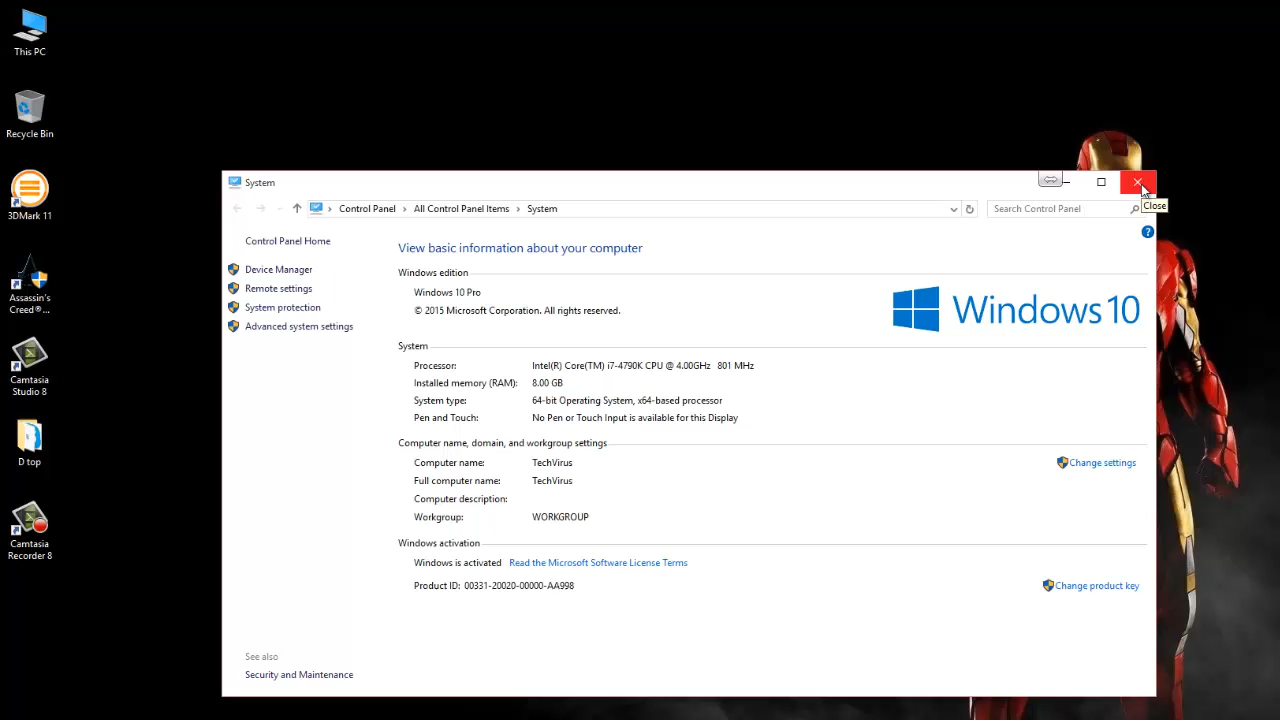 This PC
Recycle Bin
3DMark 11
Assassin's
Creed®...
Camtasia
Studio 8
D top
Camtasia
Recorder 8
System
Close
Control Panel > All Control Panel Items > System
Search Control Panel
Control Panel Home
Device Manager
Remote settings
System protection
Advanced system settings
See also
Security and Maintenance
View basic information about your computer
Windows edition
Windows 10 Pro
© 2015 Microsoft Corporation. All rights reserved.
Windows 10
System
Processor: Intel(R) Core(TM) i7-4790K CPU @ 4.00GHz 801 MHz
Installed memory (RAM): 8.00 GB
System type: 64-bit Operating System, x64-based processor
Pen and Touch: No Pen or Touch Input is available for this Display
Computer name, domain, and workgroup settings
Computer name: TechVirus
Change settings
Full computer name: TechVirus
Computer description:
Workgroup: WORKGROUP
Windows activation
Windows is activated Read the Microsoft Software License Terms
Product ID: 00331-20020-00000-AA998
Change product key